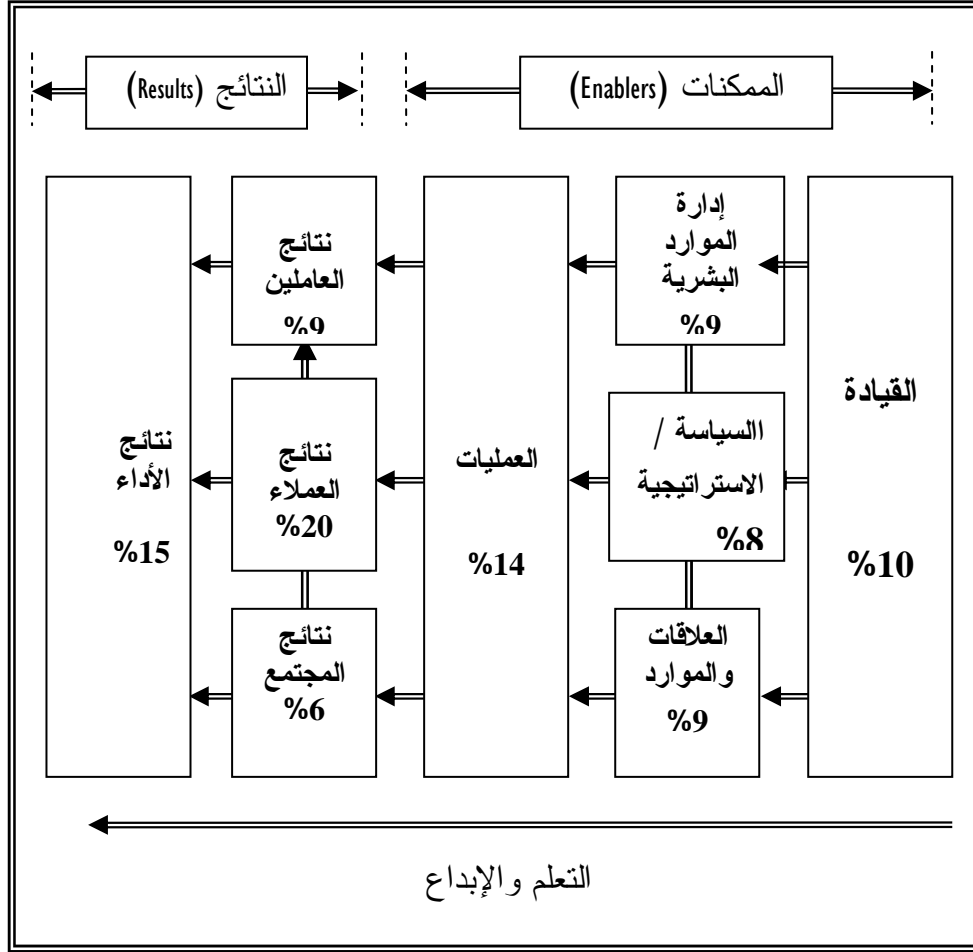 الممكنات (Enablers)
النتائج (Results)
القيادة
%10
إدارة
الموارد
البشرية
%9
االسياسة /
الاستراتيجية
%8
العلاقات
والموارد
%9
العمليات
%14
نتائج
العاملين
%9
نتائج
العملاء
%20
نتائج
المجتمع
%6
نتائج
الأداء
%15
التعلم والإبداع